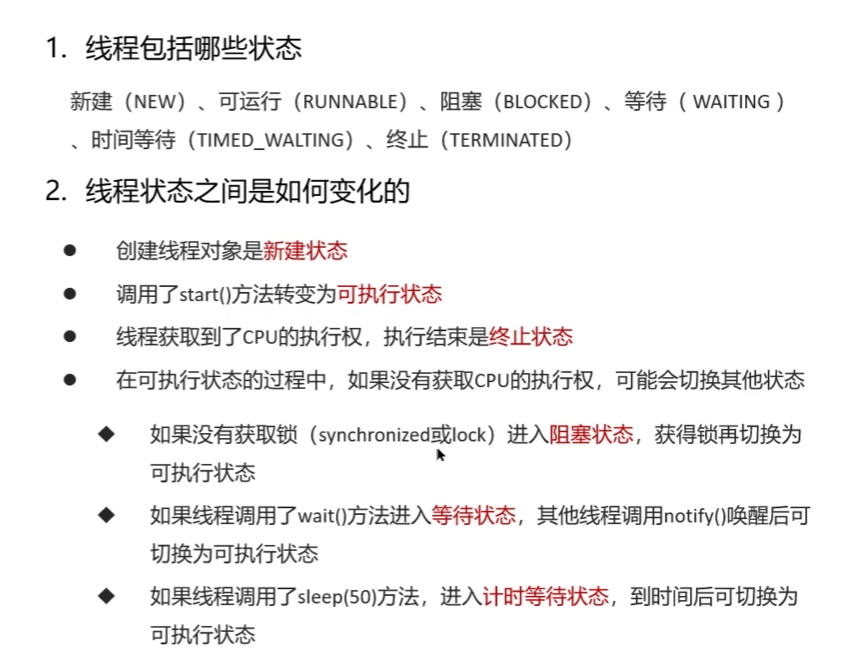 1. 线程包括哪些状态
新建（NEW）、可运行（RUNNABLE）、阻塞（BLOCKED）、等待（ WAITING ）
、时间等待（TIMED_WALTING）、终止（TERMINATED）
2. 线程状态之间是如何变化的
● 创建线程对象是新建状态
● 调用了start()方法转变为可执行状态
● 线程获取到了CPU的执行权，执行结束是终止状态
● 在可执行状态的过程中，如果没有获取CPU的执行权，可能会切换其他状态
◆ 如果没有获取锁（synchronized或lock）进入阻塞状态，获得锁再切换为
可执行状态
◆ 如果线程调用了wait()方法进入等待状态，其他线程调用notify()唤醒后可
切换为可执行状态
◆ 如果线程调用了sleep(50)方法，进入计时等待状态，到时间后可切换为
可执行状态